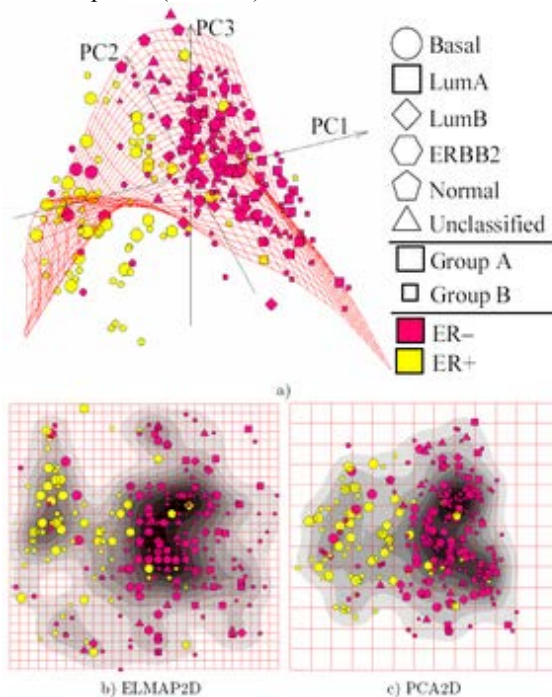 PC3
PC2
PC1
Basal
LumA
LumB
ERBB2
Normal
Unclassified
Group A
Group B
ER–
ER+
a)
b) ELMAP2D
c) PCA2D